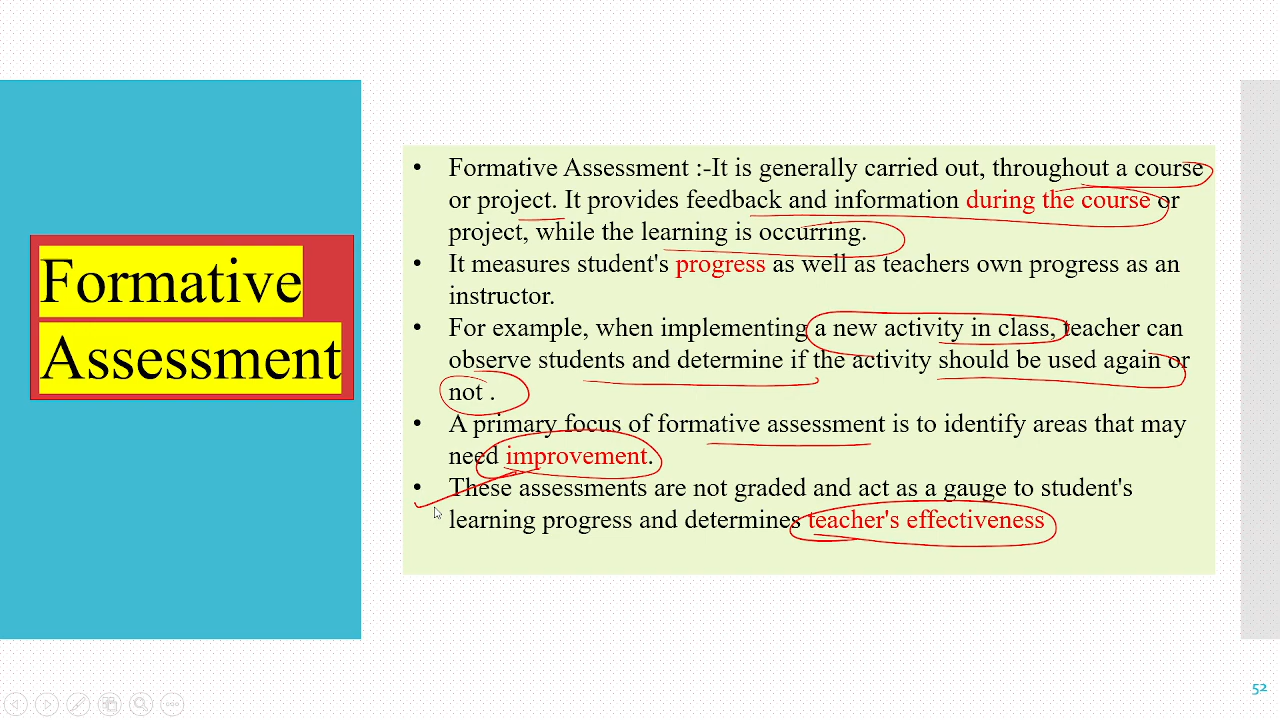 Formative
Assessment
• Formative Assessment :-It is generally carried out, throughout a course
or project. It provides feedback and information during the course or
project, while the learning is occurring.
• It measures student's progress as well as teachers own progress as an
instructor.
• For example, when implementing a new activity in class, teacher can
observe students and determine if the activity should be used again or
not .
• A primary focus of formative assessment is to identify areas that may
need improvement.
• These assessments are not graded and act as a gauge to student's
learning progress and determines teacher's effectiveness
52